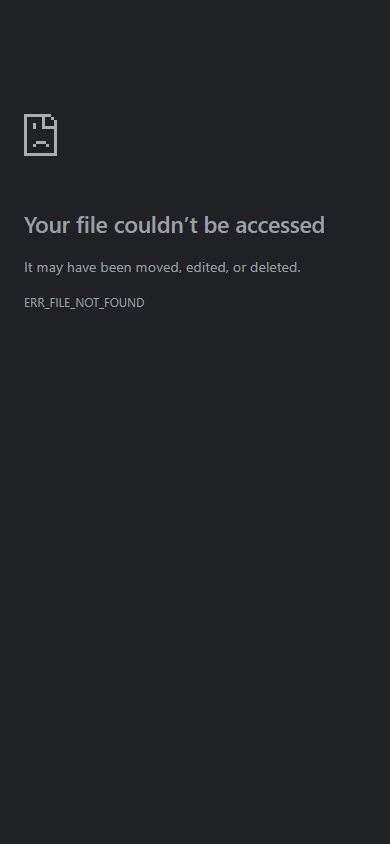 Your file couldn’t be accessed
It may have been moved, edited, or deleted.
ERR_FILE_NOT_FOUND